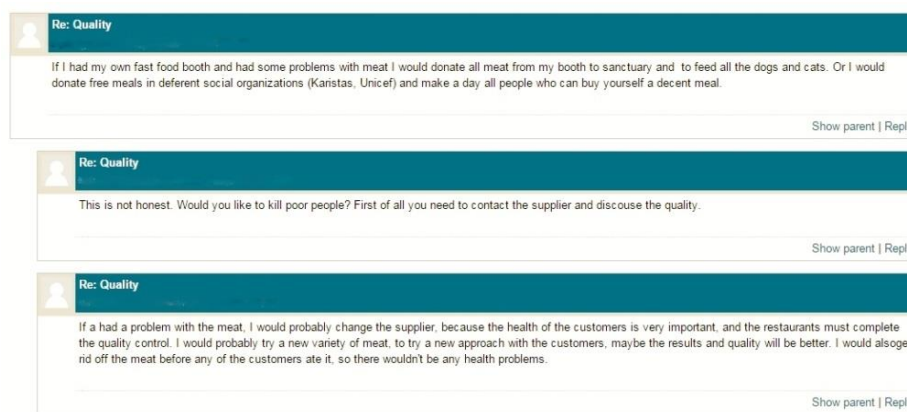 Re: Quality
If I had my own fast food booth and had some problems with meat I would donate all meat from my booth to sanctuary and to feed all the dogs and cats. Or I would
donate free meals in deferent social organizations (Karistas, Unicef) and make a day all people who can buy yourself a decent meal.
Show parent | Repl
Re: Quality
This is not honest. Would you like to kill poor people? First of all you need to contact the supplier and discouse the quality.
Show parent | Repl
Re: Quality
If a had a problem with the meat, I would probably change the supplier, because the health of the customers is very important, and the restaurants must complete
the quality control. I would probably try a new variety of meat, to try a new approach with the customers, maybe the results and quality will be better. I would alsoge
rid off the meat before any of the customers ate it, so there wouldn't be any health problems.
Show parent | Repl